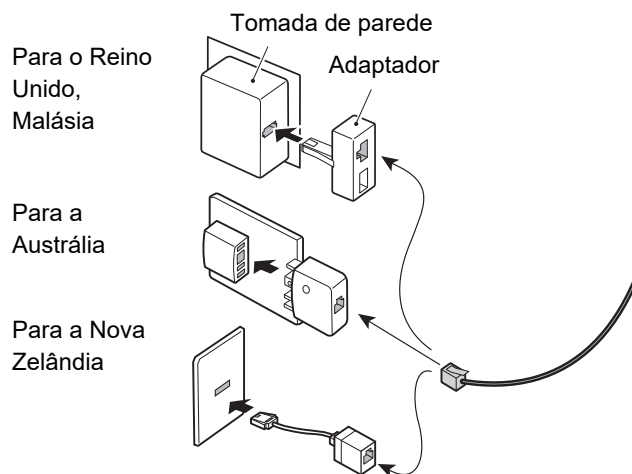 Tomada de parede
Adaptador
Para o Reino
Unido,
Malásia
Para a
Austrália
Para a Nova
Zelândia